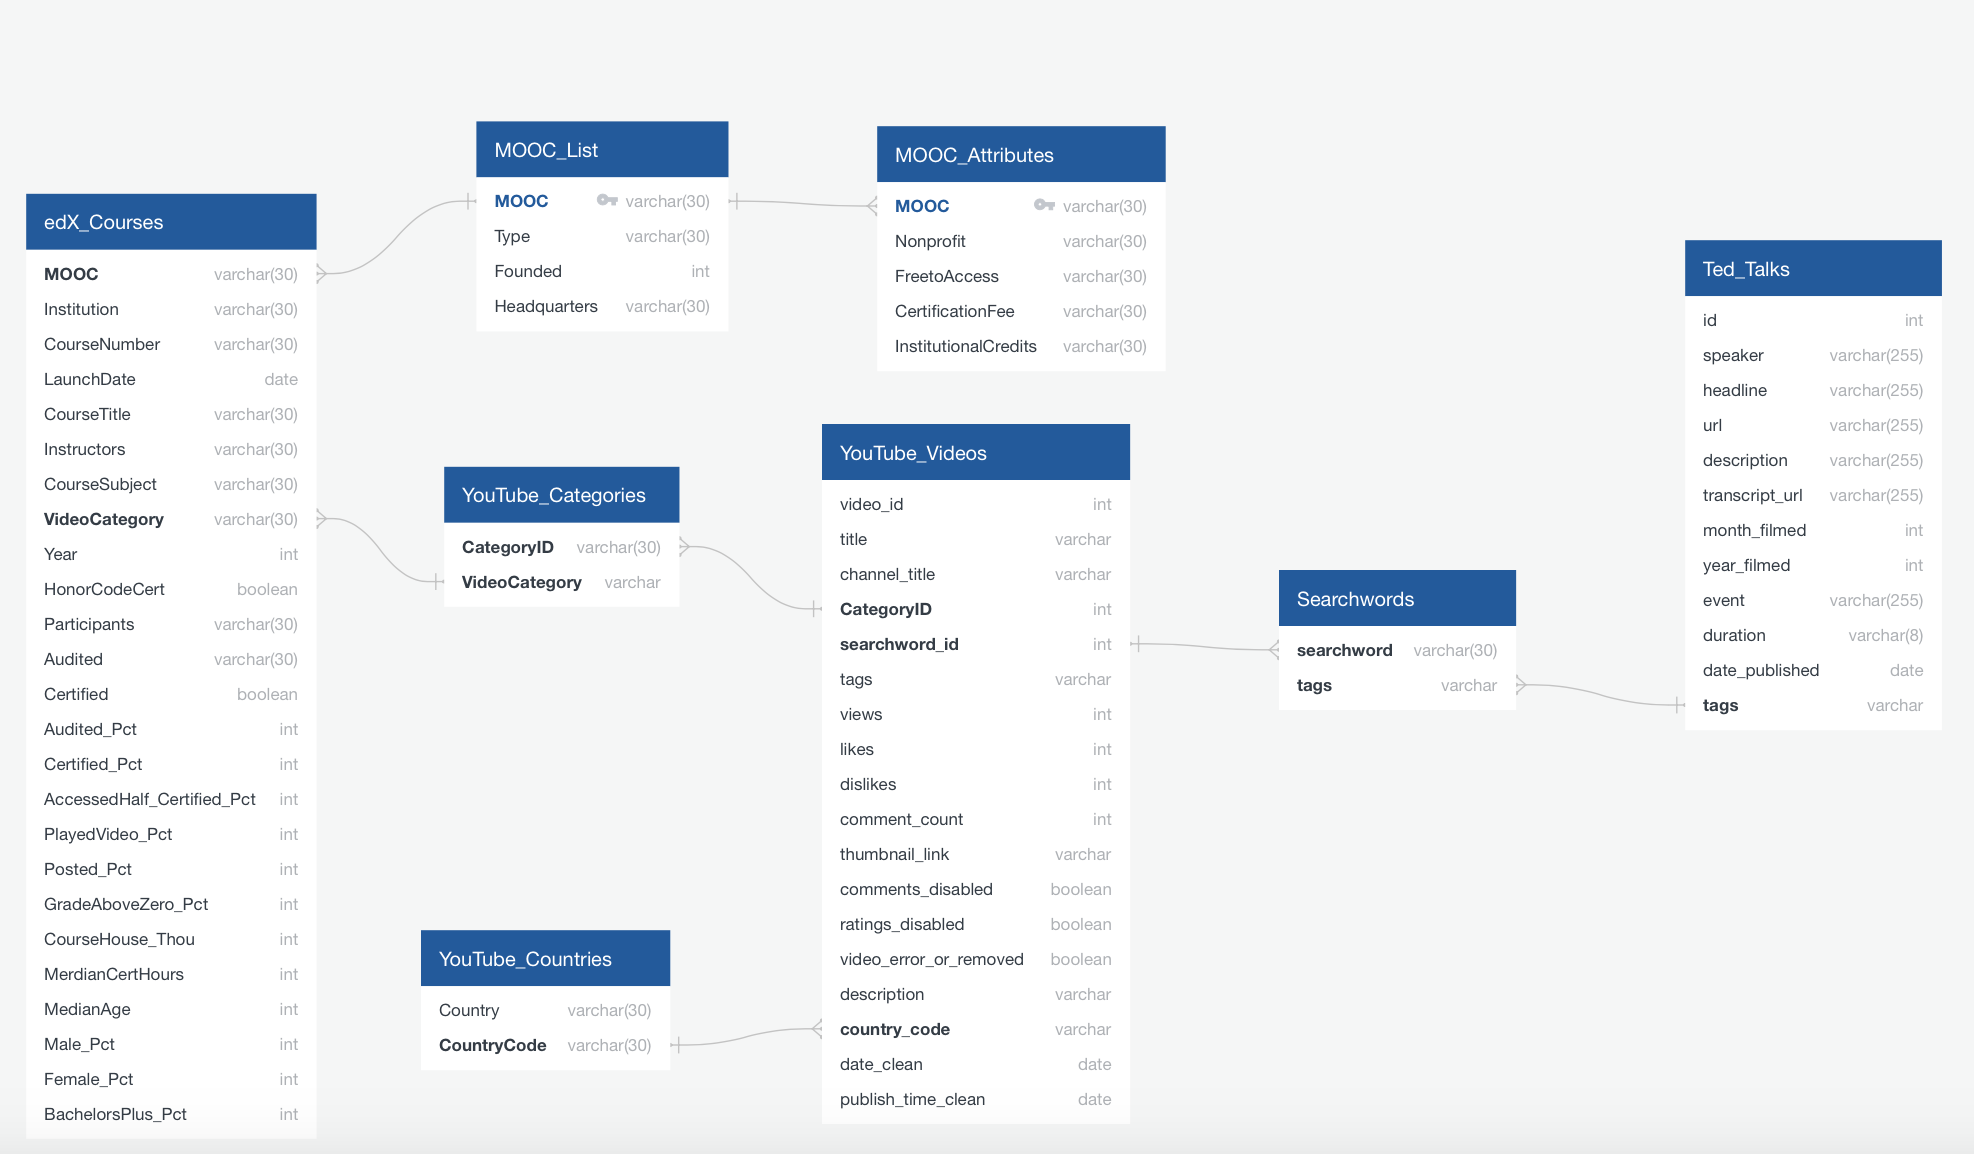 edX_Courses
MOOC varchar(30)
Institution varchar(30)
CourseNumber varchar(30)
LaunchDate date
CourseTitle varchar(30)
Instructors varchar(30)
CourseSubject varchar(30)
VideoCategory varchar(30)
Year int
HonorCodeCert boolean
Participants varchar(30)
Audited varchar(30)
Certified boolean
Audited_Pct int
Certified_Pct int
AccessedHalf_Certified_Pct int
PlayedVideo_Pct int
Posted_Pct int
GradeAboveZero_Pct int
CourseHouse_Thou int
MerdianCertHours int
MedianAge int
Male_Pct int
Female_Pct int
BachelorsPlus_Pct int
MOOC_List
MOOC varchar(30)
Type varchar(30)
Founded int
Headquarters varchar(30)
MOOC_Attributes
MOOC varchar(30)
Nonprofit varchar(30)
FreetoAccess varchar(30)
CertificationFee varchar(30)
InstitutionalCredits varchar(30)
YouTube_Categories
CategoryID varchar(30)
VideoCategory varchar
YouTube_Countries
Country varchar(30)
CountryCode varchar(30)
YouTube_Videos
video_id int
title varchar
channel_title varchar
CategoryID int
searchword_id int
tags varchar
views int
likes int
dislikes int
comment_count int
thumbnail_link varchar
comments_disabled boolean
ratings_disabled boolean
video_error_or_removed boolean
description varchar
country_code varchar
date_clean date
publish_time_clean date
Searchwords
searchword varchar(30)
tags varchar
Ted_Talks
id int
speaker varchar(255)
headline varchar(255)
url varchar(255)
description varchar(255)
transcript_url varchar(255)
month_filmed int
year_filmed int
event varchar(255)
duration varchar(8)
date_published date
tags varchar